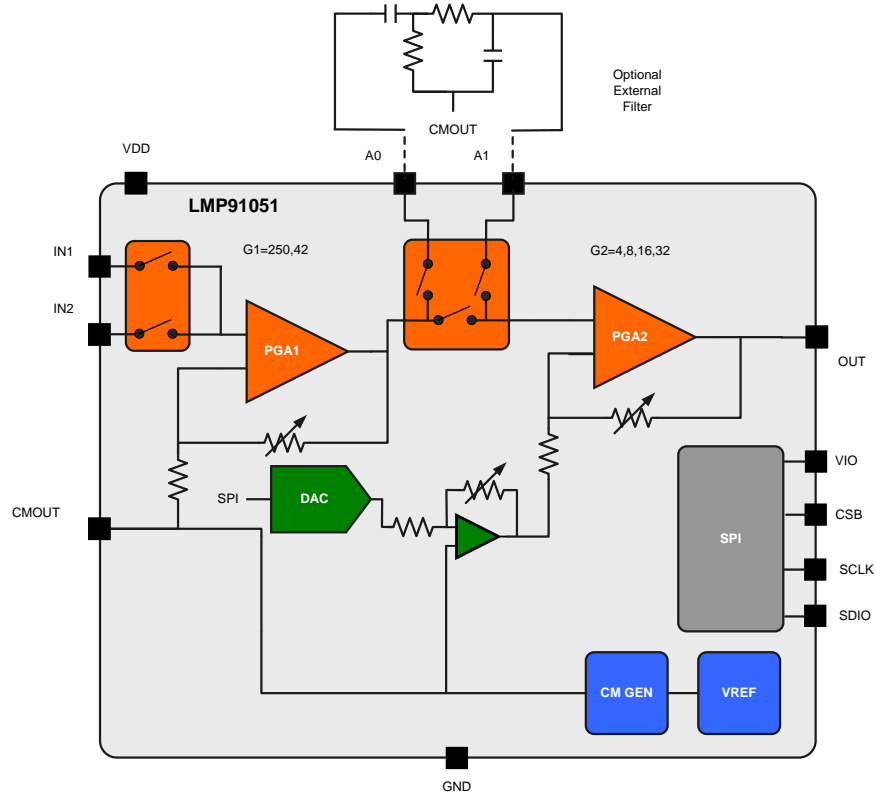 Optional
External
Filter
CMOUT
VDD
A0
A1
LMP91051
IN1
G1=250,42
G2=4,8,16,32
IN2
PGA1
PGA2
OUT
VIO
SPI
DAC
CMOUT
CSB
SPI
SCLK
SDIO
CM GEN
VREF
GND